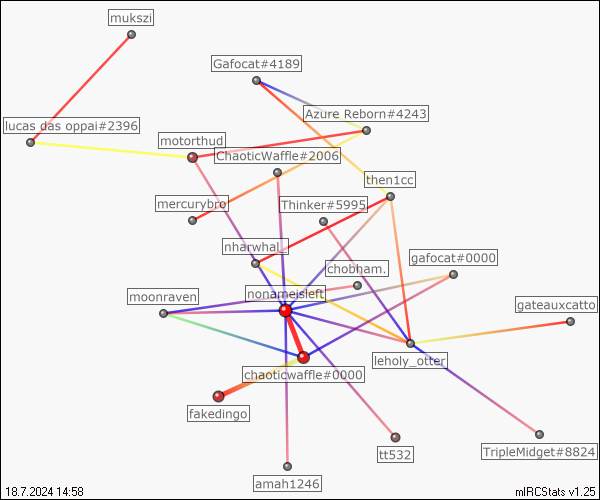 mukszi
Gafocat#4189
Azure Reborn#4243
lucas das oppai#2396
motorthud
ChaoticWaffle#2006
then1cc
mercurybro
Thinker#5995
nharwhal_
gafocat#0000
chobham.
moonraven
nonameisleft
gateauxcatto
leholy_otter
chaoticwaffle#0000
fakedingo
tt532
TripleMidget#8824
amah1246
18.7.2024 14:58
mIRCStats v1.25